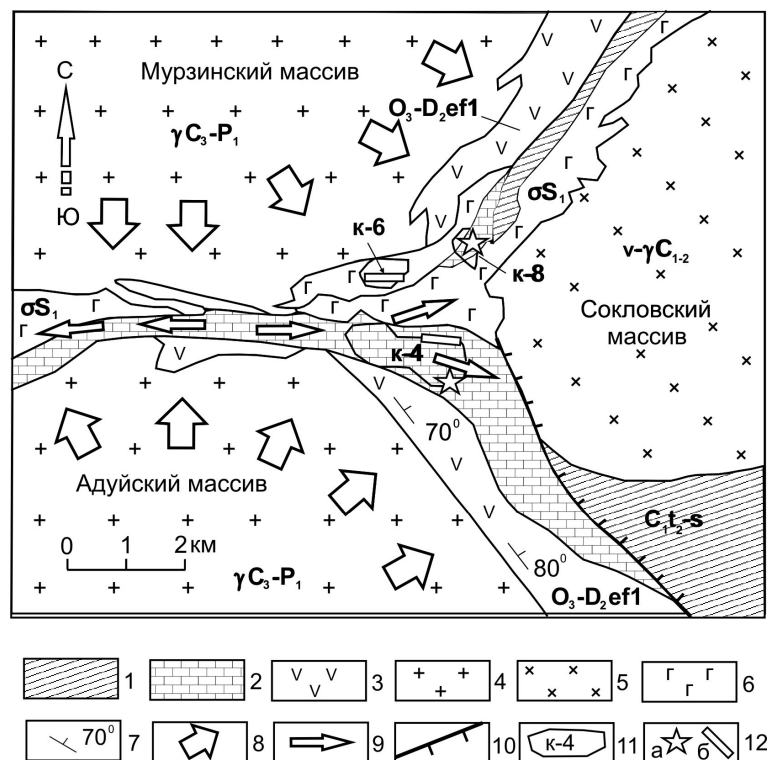 Мурзинский массив
С
γC₃-P₁
O₃-D₂ef1
Ю
к-6
σS₁
к-8
ν-γC₁₋₂
Сокловский
массив
σS₁
к-4
70⁰
Адуйский массив
0 1 2 км
C₁t₂-s
80⁰
γC₃-P₁
O₃-D₂ef1
1 2 3 4 5 6
70⁰ 7 8 9 10 к-4 11 а б 12